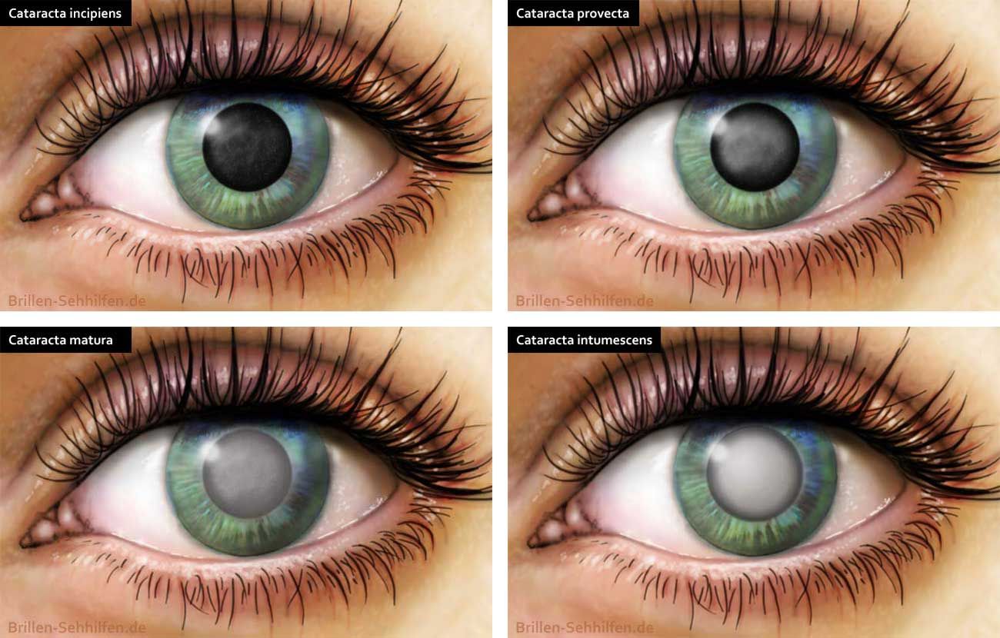 Cataracta incipiens
Cataracta provecta
Brillen-Sehhilfen.de
Brillen-Sehhilfen.de
Cataracta matura
Cataracta intumescens
Brillen-Sehhilfen.de
Brillen-Sehhilfen.de